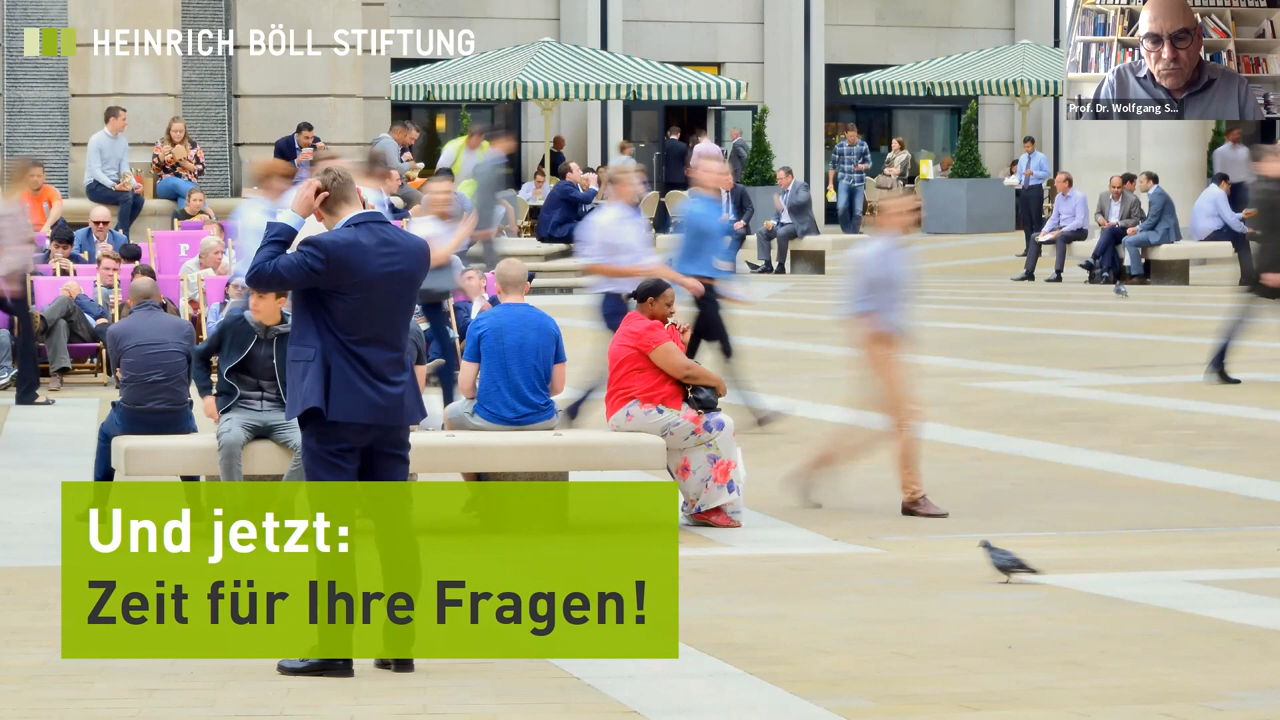 HEINRICH BÖLL STIFTUNG
Prof. Dr. Wolfgang S...
P
Und jetzt:
Zeit für Ihre Fragen!